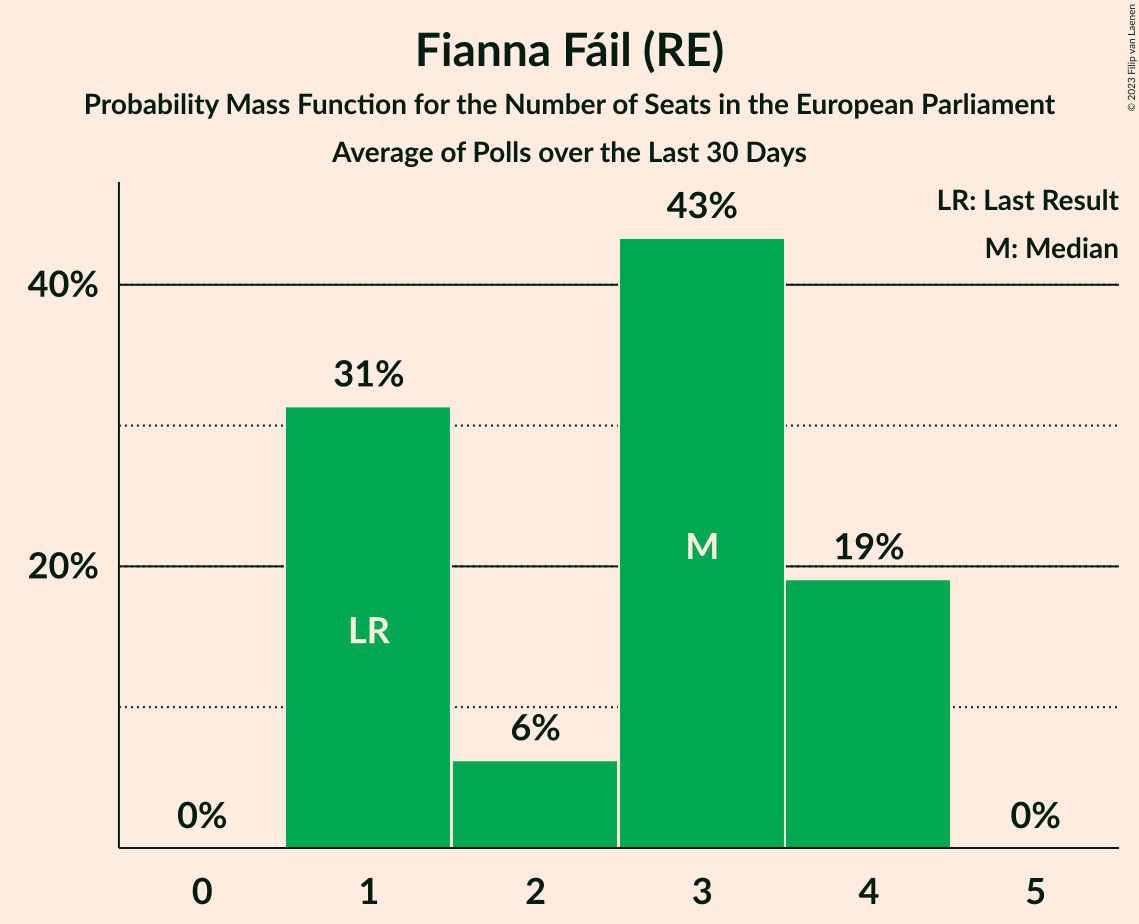 Fianna Fáil (RE)
Probability Mass Function for the Number of Seats in the European Parliament
Average of Polls over the Last 30 Days
© 2023 Filip van Laenen
LR: Last Result
M: Median
43%
40%
31%
M
19%
20%
LR
6%
0%
0%
0 1 2 3 4 5